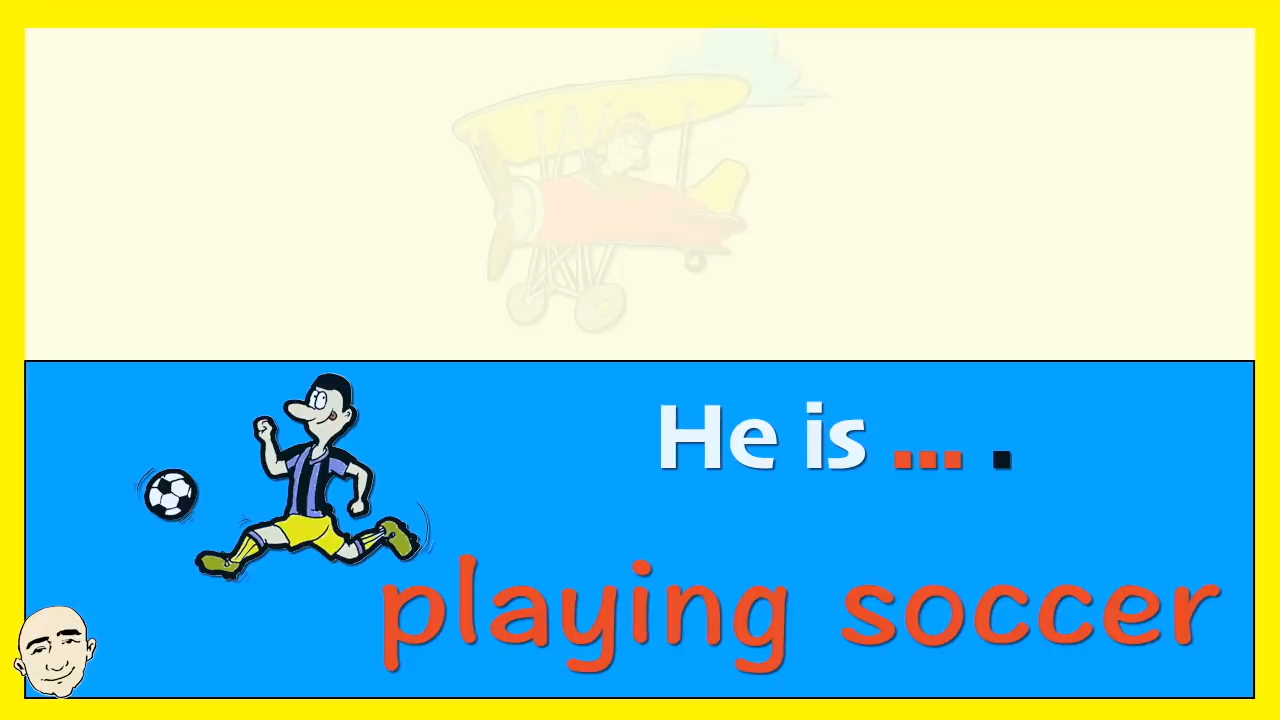 He is ... .
playing soccer